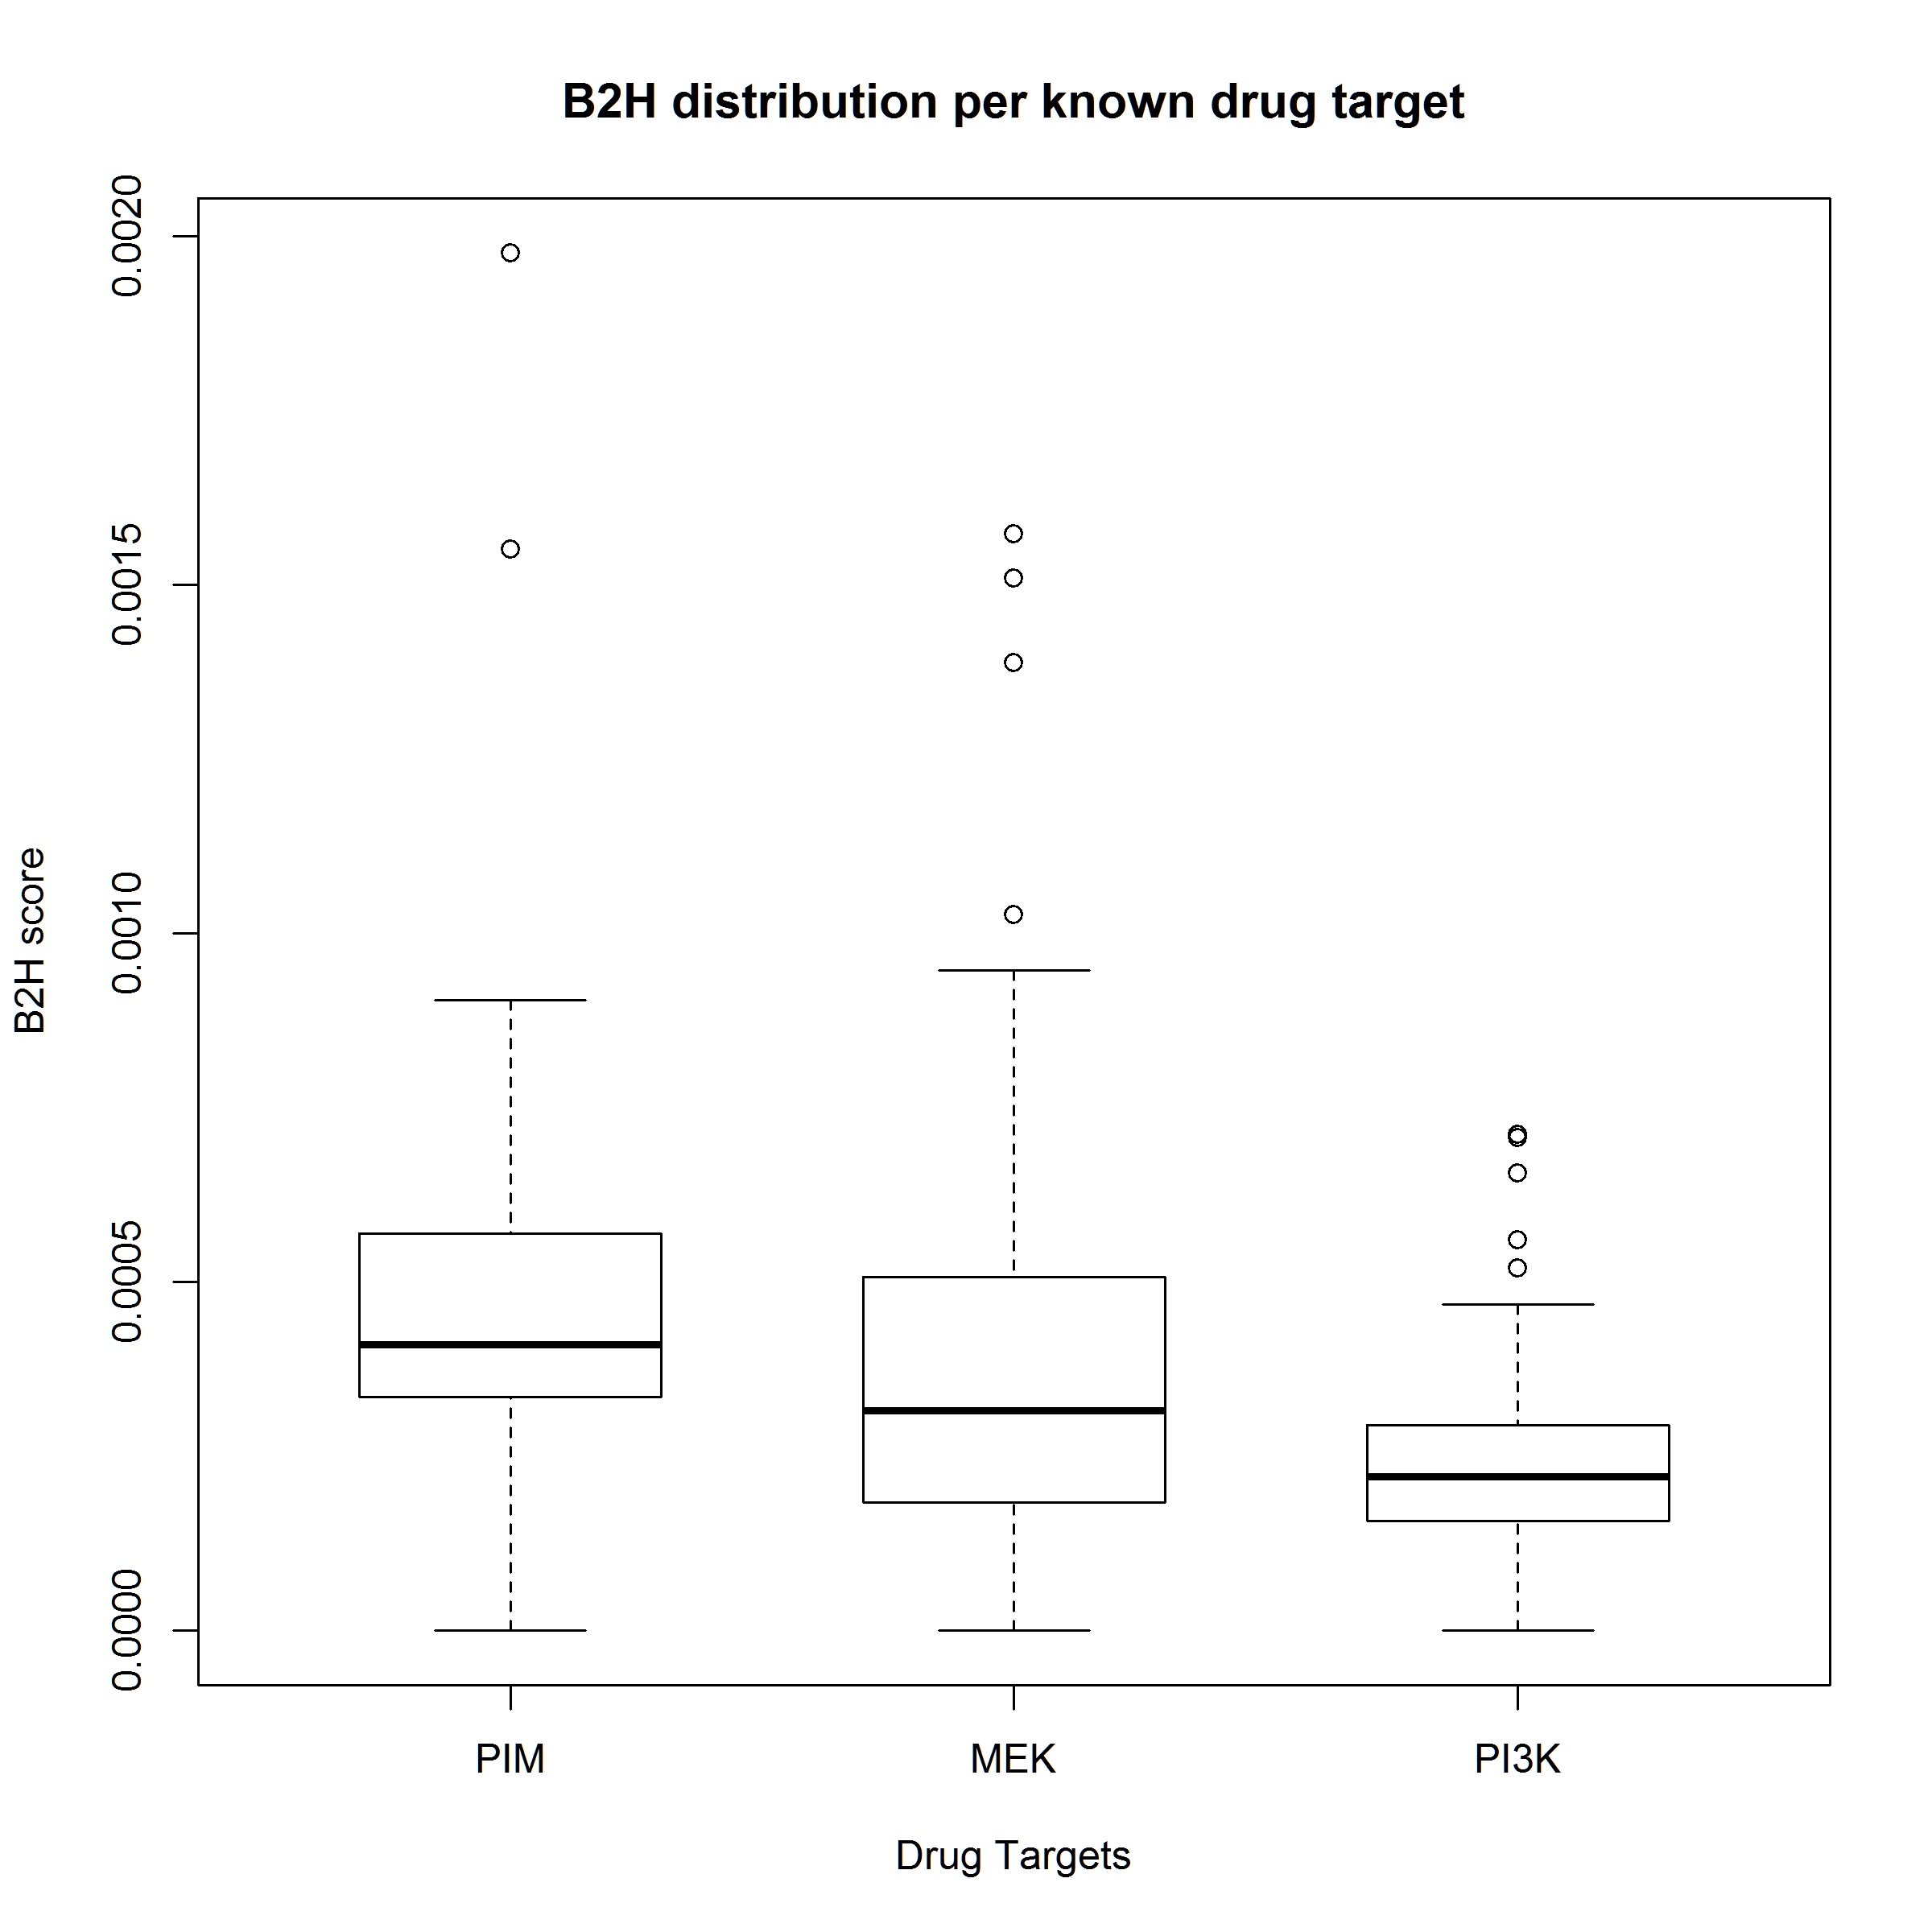 B2H distribution per known drug target
B2H score
0.0020
0.0015
0.0010
0.0005
0.0000
PIM MEK PI3K
Drug Targets